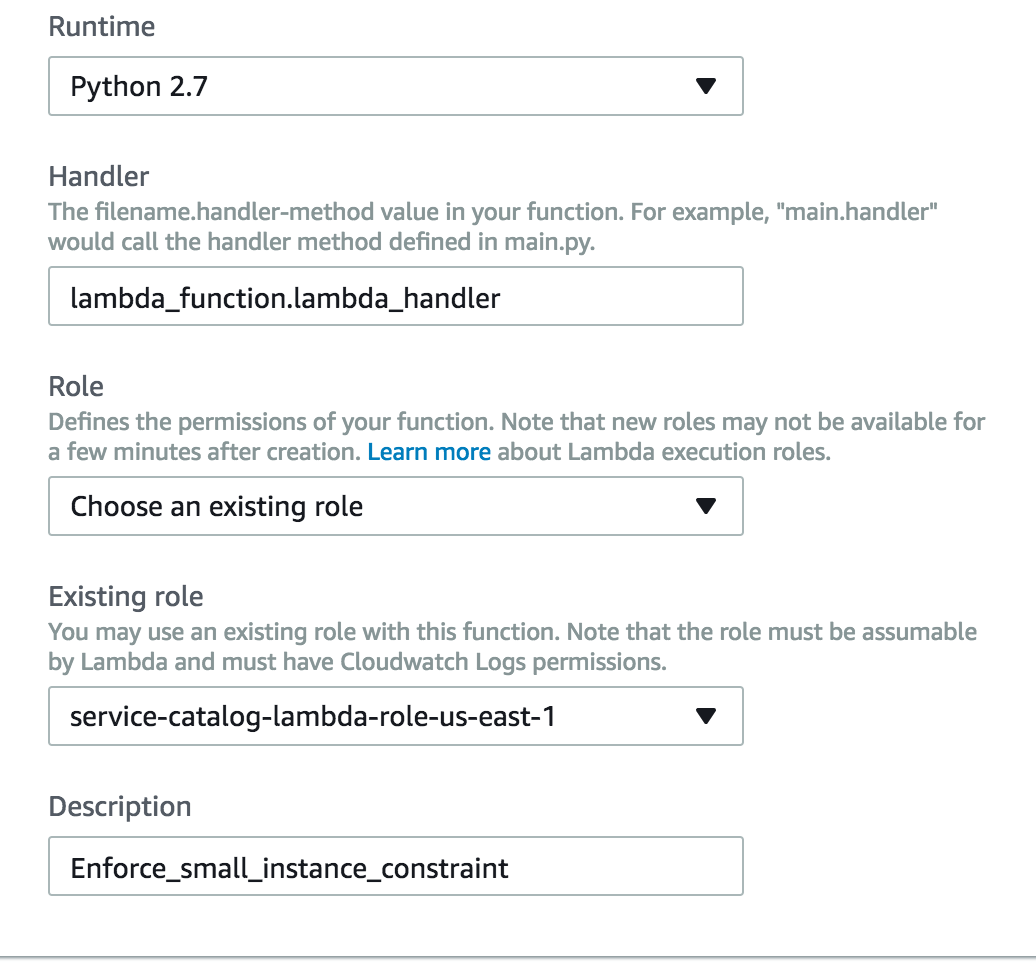 Runtime
Python 2.7
Handler
The filename.handler-method value in your function. For example, "main.handler"
would call the handler method defined in main.py.
lambda_function.lambda_handler
Role
Defines the permissions of your function. Note that new roles may not be available for
a few minutes after creation. Learn more about Lambda execution roles.
Choose an existing role
Existing role
You may use an existing role with this function. Note that the role must be assumable
by Lambda and must have Cloudwatch Logs permissions.
service-catalog-lambda-role-us-east-1
Description
Enforce_small_instance_constraint